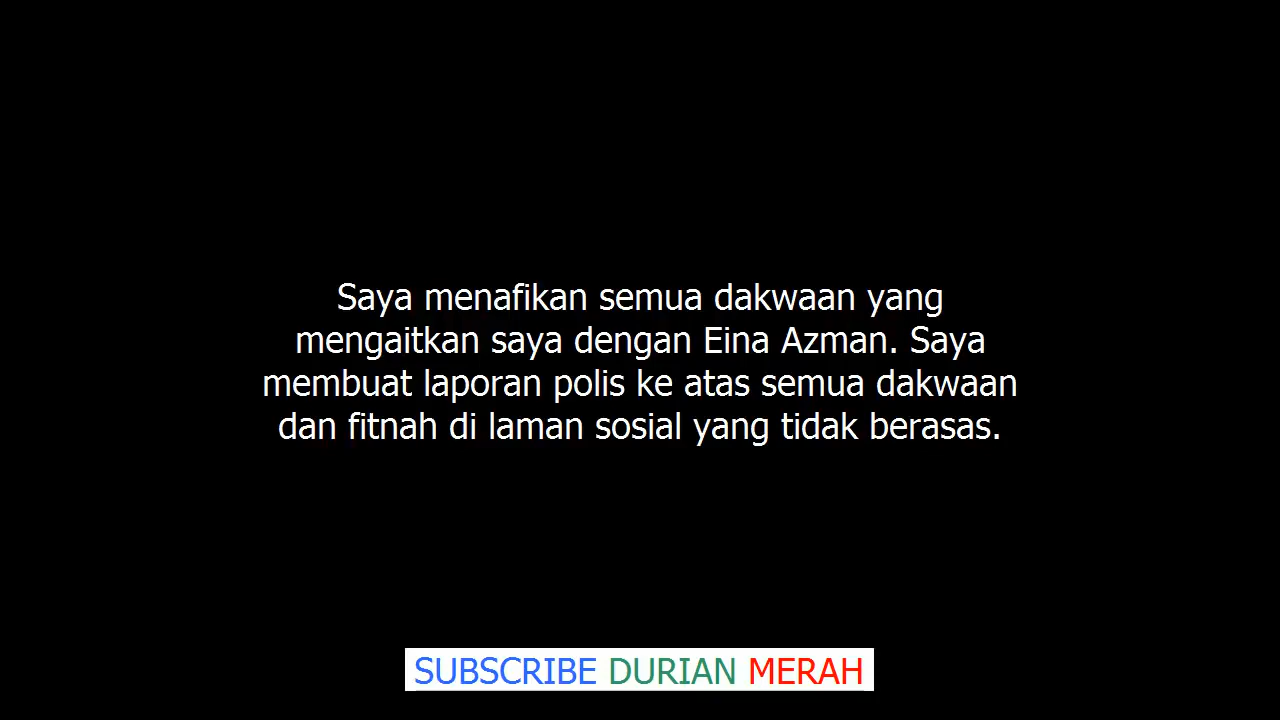 Saya menafikan semua dakwaan yang
mengaitkan saya dengan Eina Azman. Saya
membuat laporan polis ke atas semua dakwaan
dan fitnah di laman sosial yang tidak berasas.
SUBSCRIBE DURIAN MERAH